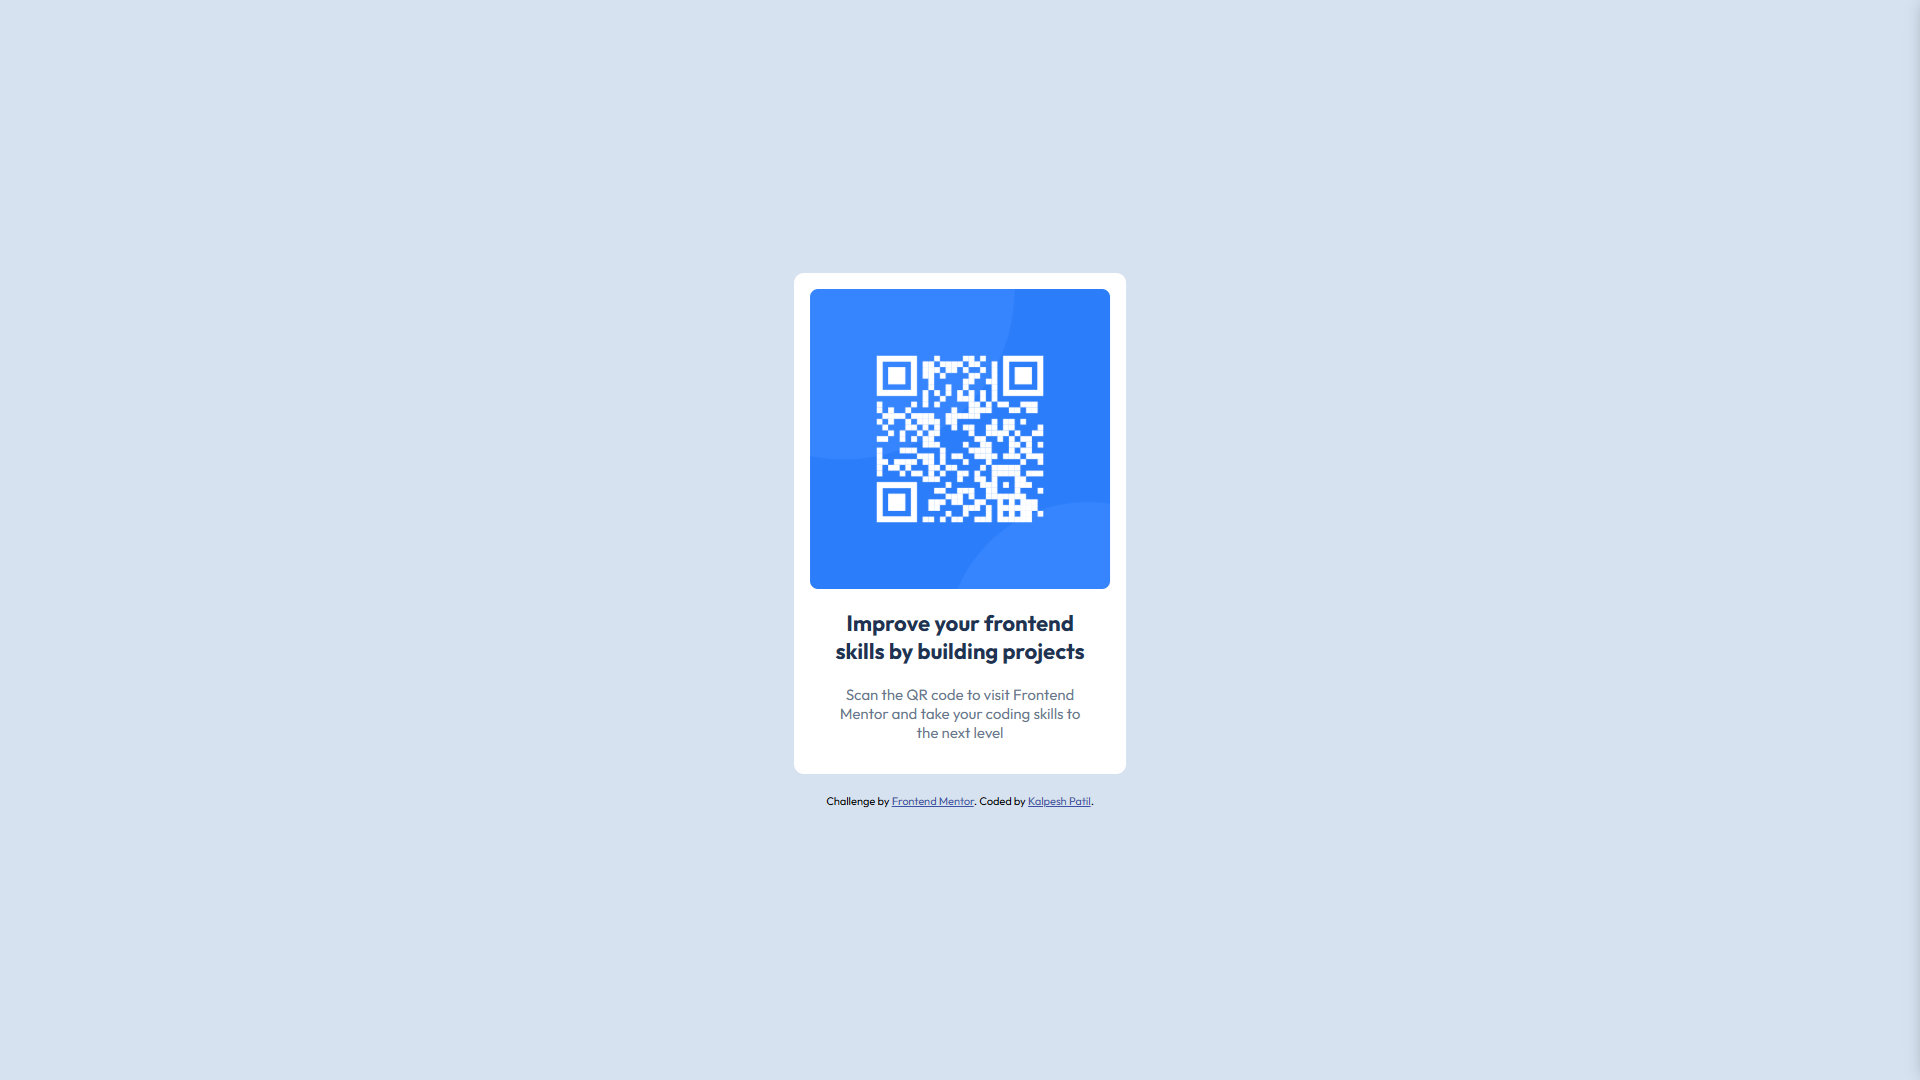 Improve your frontend
skills by building projects
Scan the QR code to visit Frontend
Mentor and take your coding skills to
the next level
Challenge by Frontend Mentor. Coded by Kalpesh Patil.